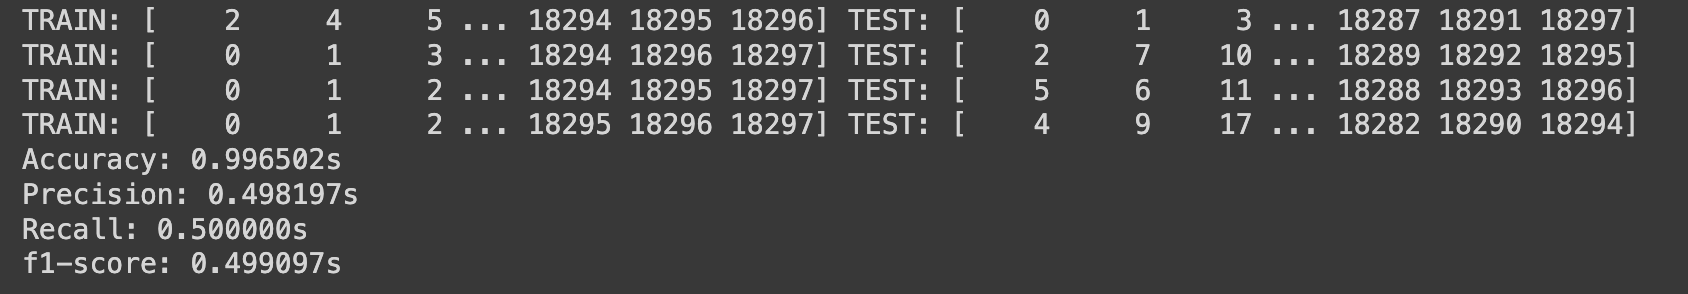 TRAIN: [    2     4     5 ... 18294 18295 18296] TEST: [    0     1     3 ... 18287 18291 18297]
TRAIN: [    0     1     3 ... 18294 18296 18297] TEST: [    2     7    10 ... 18289 18292 18295]
TRAIN: [    0     1     2 ... 18294 18295 18297] TEST: [    5     6    11 ... 18288 18293 18296]
TRAIN: [    0     1     2 ... 18295 18296 18297] TEST: [    4     9    17 ... 18282 18290 18294]
Accuracy: 0.996502s
Precision: 0.498197s
Recall: 0.500000s
f1-score: 0.499097s